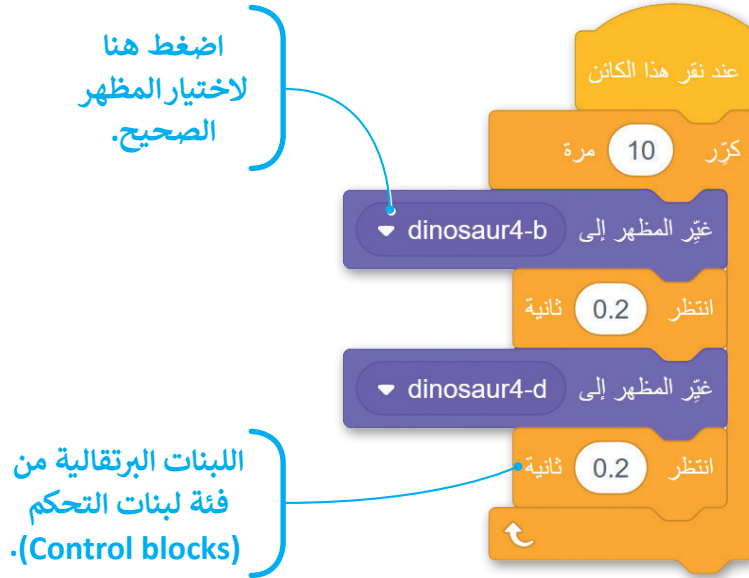 عند نقر هذا الكائن
كرِّر 10 مرة
غيِّر المظهر إلى dinosaur4-b
انتظر 0.2 ثانية
غيِّر المظهر إلى dinosaur4-d
انتظر 0.2 ثانية
اضغط هنا
لاختيار المظهر
الصحيح.
اللبنات البرتقالية من
فئة لبنات التحكم
(Control blocks).